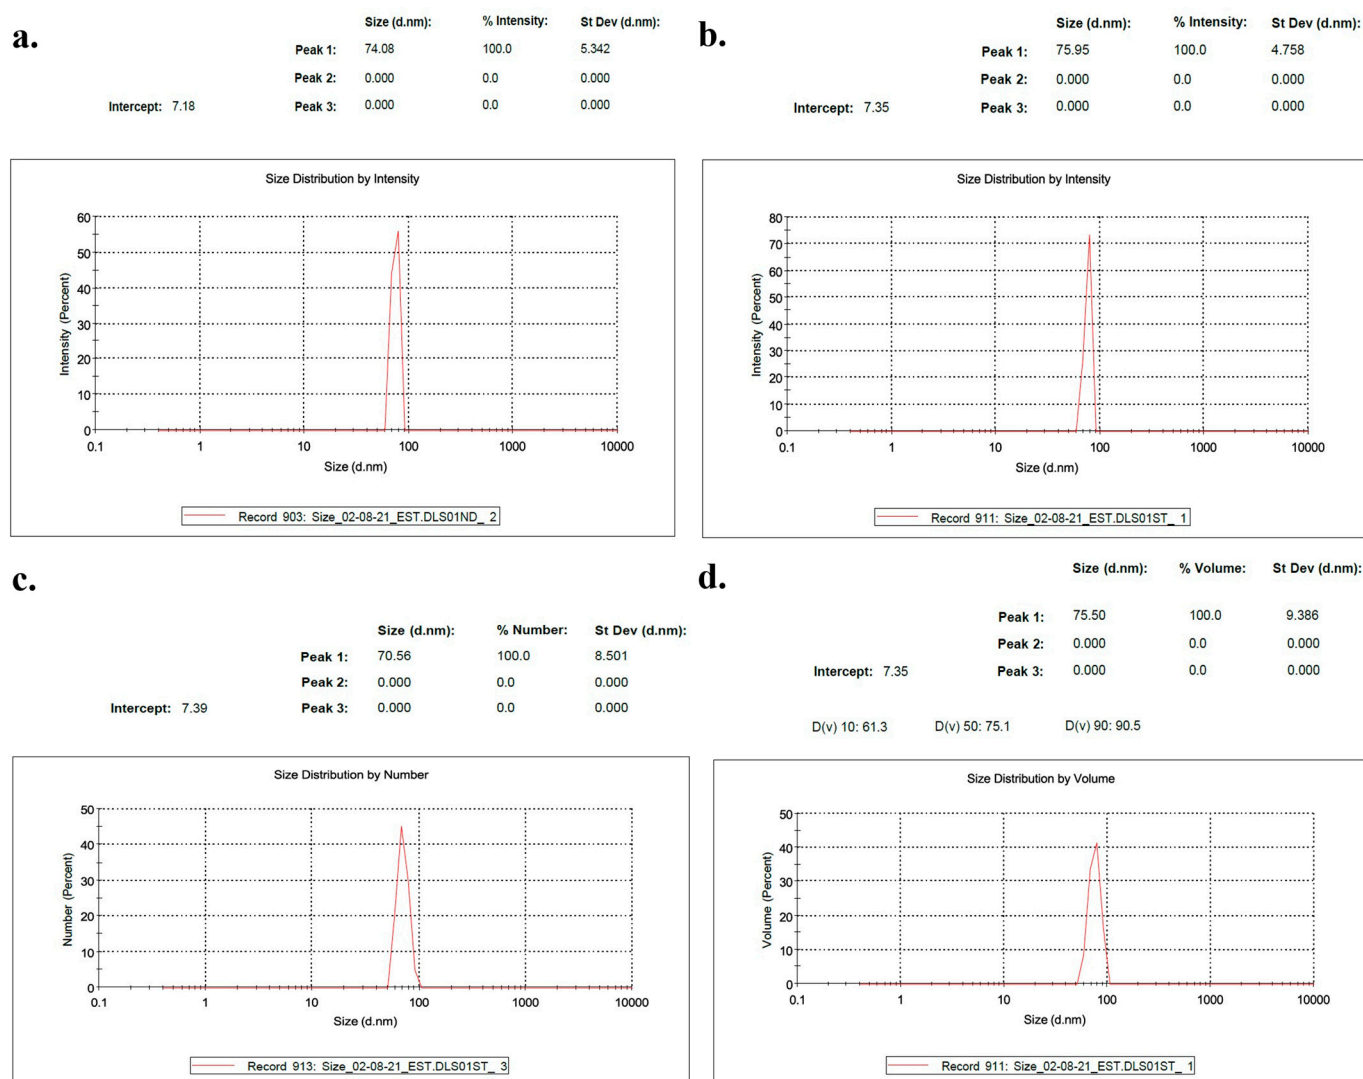 a.
Size (d.nm): % Intensity: St Dev (d.nm):
Peak 1: 74.08 100.0 5.342
Peak 2: 0.000 0.0 0.000
Intercept: 7.18 Peak 3: 0.000 0.0 0.000
Size Distribution by Intensity
Intensity (Percent)
60
50
40
30
20
10
0
0.1 1 10 100 1000 10000
Size (d.nm)
Record 903: Size_02-08-21_EST.DLS01ND_ 2
b.
Size (d.nm): % Intensity: St Dev (d.nm):
Peak 1: 75.95 100.0 4.758
Peak 2: 0.000 0.0 0.000
Intercept: 7.35 Peak 3: 0.000 0.0 0.000
Size Distribution by Intensity
Intensity (Percent)
80
70
60
50
40
30
20
10
0
0.1 1 10 100 1000 10000
Size (d.nm)
Record 911: Size_02-08-21_EST.DLS01ST_ 1
c.
Size (d.nm): % Number: St Dev (d.nm):
Peak 1: 70.56 100.0 8.501
Peak 2: 0.000 0.0 0.000
Intercept: 7.39 Peak 3: 0.000 0.0 0.000
Size Distribution by Number
Number (Percent)
50
40
30
20
10
0
0.1 1 10 100 1000 10000
Size (d.nm)
Record 913: Size_02-08-21_EST.DLS01ST_ 3
d.
Size (d.nm): % Volume: St Dev (d.nm):
Peak 1: 75.50 100.0 9.386
Peak 2: 0.000 0.0 0.000
Intercept: 7.35 Peak 3: 0.000 0.0 0.000
D(v) 10: 61.3 D(v) 50: 75.1 D(v) 90: 90.5
Size Distribution by Volume
Volume (Percent)
50
40
30
20
10
0
0.1 1 10 100 1000 10000
Size (d.nm)
Record 911: Size_02-08-21_EST.DLS01ST_ 1